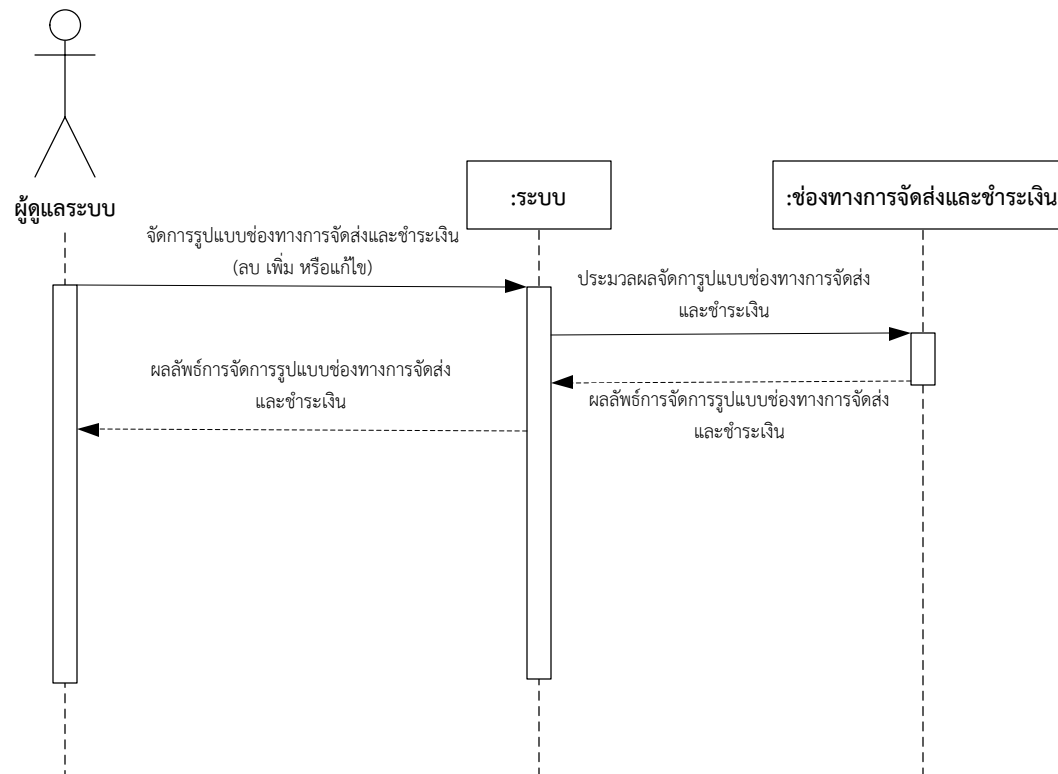 ผู้ดูแลระบบ
:ระบบ
:ช่องทางการจัดส่งและชำระเงิน
จัดการรูปแบบช่องทางการจัดส่งและชำระเงิน
(ลบ เพิ่ม หรือแก้ไข)
ประมวลผลจัดการูปแบบช่องทางการจัดส่ง
และชำระเงิน
ผลลัพธ์การจัดการรูปแบบช่องทางการจัดส่ง
และชำระเงิน
ผลลัพธ์การจัดการรูปแบบช่องทางการจัดส่ง
และชำระเงิน